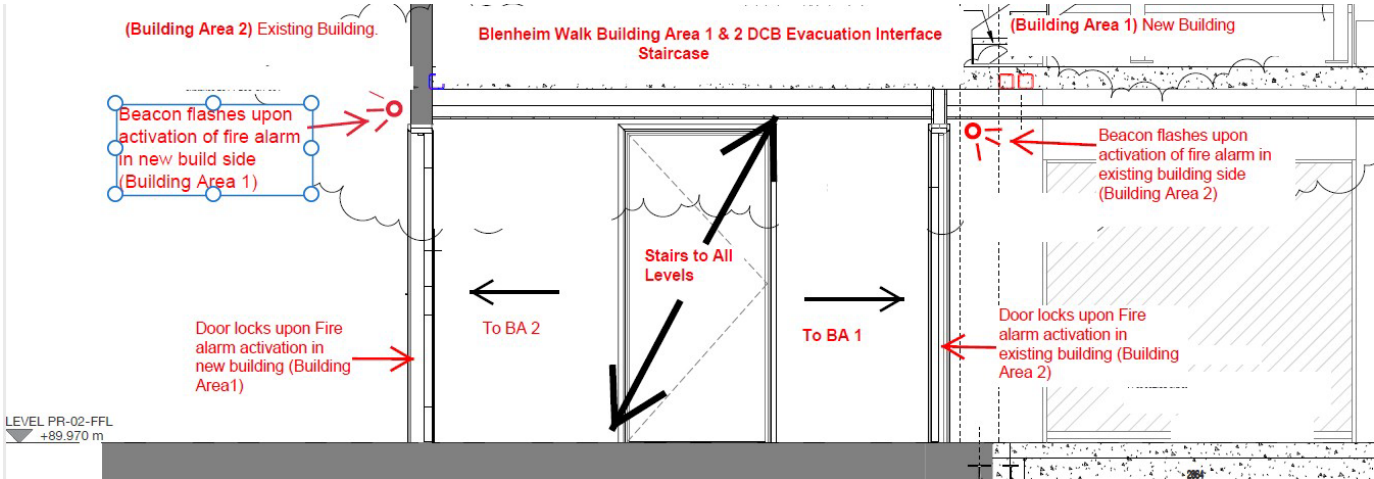 (Building Area 2) Existing Building.
Blenheim Walk Building Area 1 & 2 DCB Evacuation Interface
Staircase
(Building Area 1) New Building
Beacon flashes upon
activation of fire alarm
in new build side
(Building Area 1)
Beacon flashes upon
activation of fire alarm in
existing building side
(Building Area 2)
Stairs to All
Levels
To BA 2
To BA 1
Door locks upon Fire
alarm activation in
new building (Building
Area1)
Door locks upon Fire
alarm activation in
existing building (Building
Area 2)
LEVEL PR-02-FFL
+89.970 m